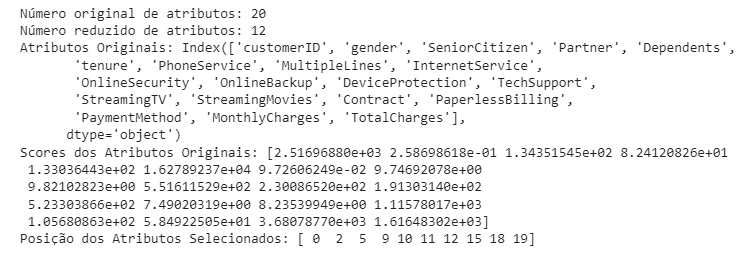 Número original de atributos: 20
Número reduzido de atributos: 12
Atributos Originais: Index(['customerID', 'gender', 'SeniorCitizen', 'Partner', 'Dependents',
'tenure', 'PhoneService', 'MultipleLines', 'InternetService',
'OnlineSecurity', 'OnlineBackup', 'DeviceProtection', 'TechSupport',
'StreamingTV', 'StreamingMovies', 'Contract', 'PaperlessBilling',
'PaymentMethod', 'MonthlyCharges', 'TotalCharges'],
dtype='object')
Scores dos Atributos Originais: [2.51696880e+03 2.58698618e-01 1.34351545e+02 8.24120826e+01
1.33036443e+02 1.62789237e+04 9.72606249e-02 9.74692078e+00
9.82102823e+00 5.51611529e+02 2.30086520e+02 1.91303140e+02
5.23303866e+02 7.49020319e+00 8.23539949e+00 1.11578017e+03
1.05680863e+02 5.84922505e+01 3.68078770e+03 1.61648302e+03]
Posição dos Atributos Selecionados: [ 0 2 5 9 10 11 12 15 18 19]